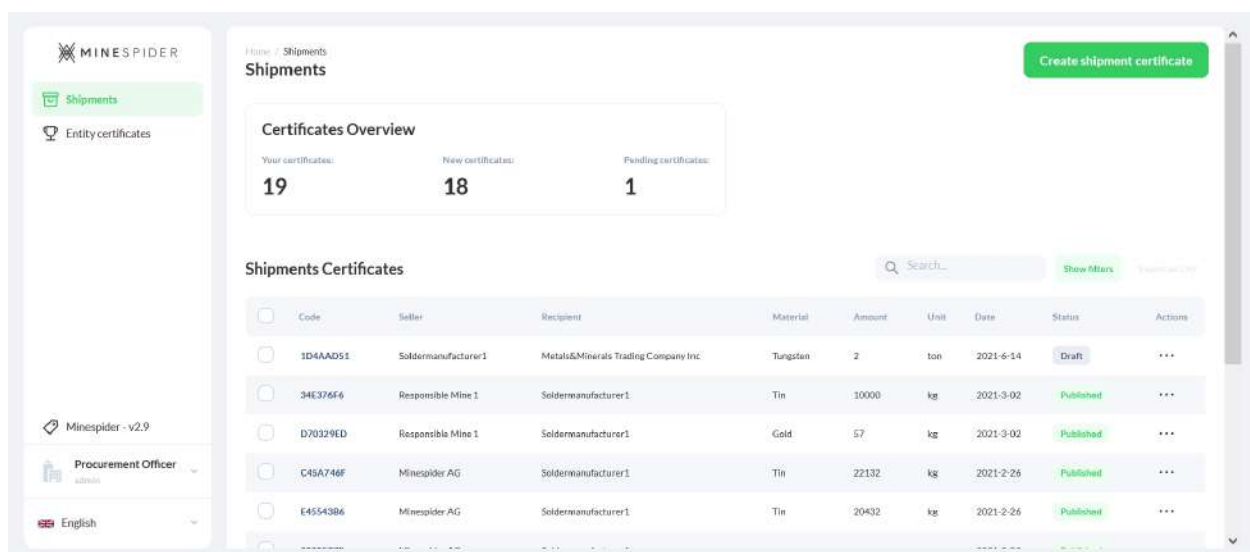 MINESPIDER
Shipments
Entity certificates
Minespider - v2.9
Procurement Officer
admin
English
Home / Shipments
Shipments
Create shipment certificate
Certificates Overview
Your certificates: New certificates: Pending certificates:
19 18 1
Shipments Certificates
Search...
Show filters
Code Seller Recipient Material Amount Unit Date Status Actions
1D4AAD51 Soldermanufacturer1 Metals&Minerals Trading Company Inc Tungsten 2 ton 2021-6-14 Draft
34E376F6 Responsible Mine 1 Soldermanufacturer1 Tin 10000 kg 2021-3-02 Published
D70329ED Responsible Mine 1 Soldermanufacturer1 Gold 57 kg 2021-3-02 Published
C45A746F Minespider AG Soldermanufacturer1 Tin 22132 kg 2021-2-26 Published
E4554386 Minespider AG Soldermanufacturer1 Tin 20432 kg 2021-2-26 Published